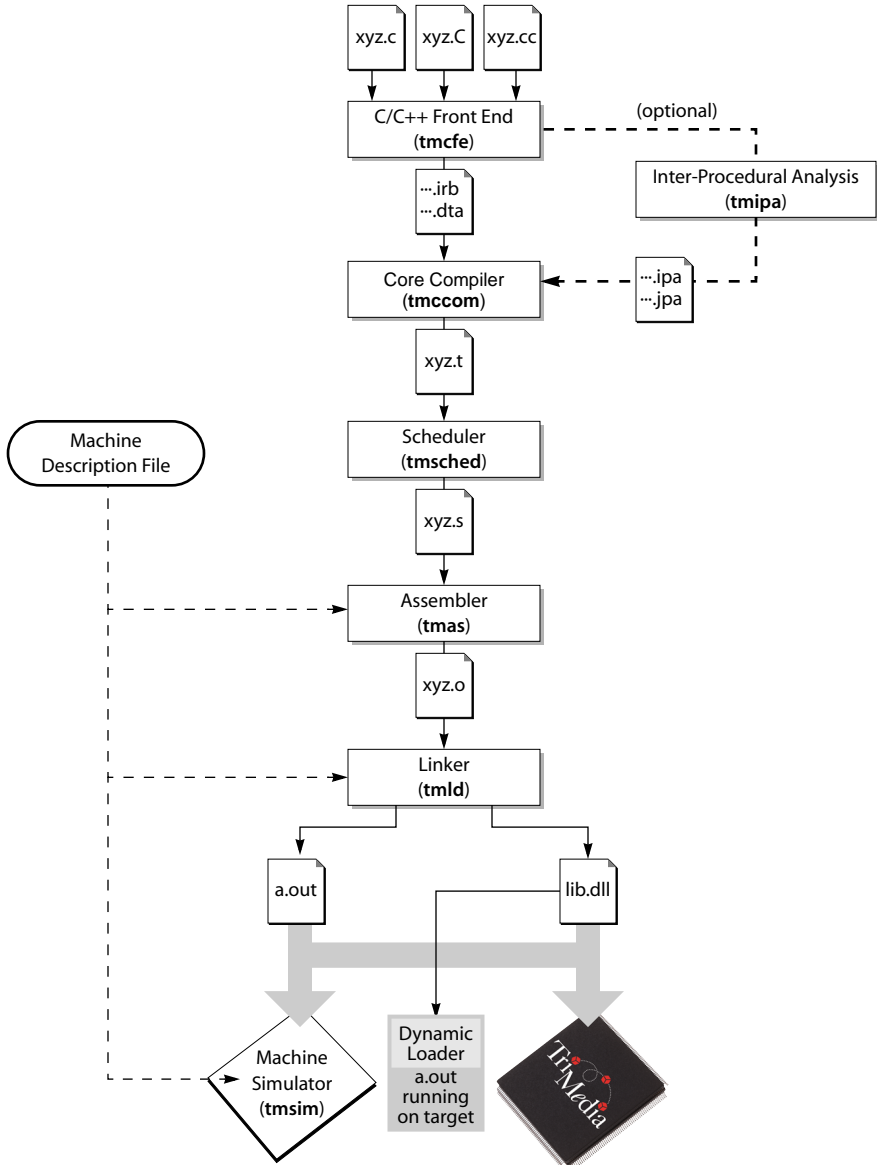 xyz.c
xyz.C
xyz.cc
C/C++ Front End
(tmcfe)
(optional)
Inter-Procedural Analysis
(tmipa)
···.irb
···.dta
Core Compiler
(tmccom)
···.ipa
···.jpa
xyz.t
Machine
Description File
Scheduler
(tmsched)
xyz.s
Assembler
(tmas)
xyz.o
Linker
(tmld)
a.out
lib.dll
Machine
Simulator
(tmsim)
Dynamic
Loader
a.out
running
on target
TriMedia